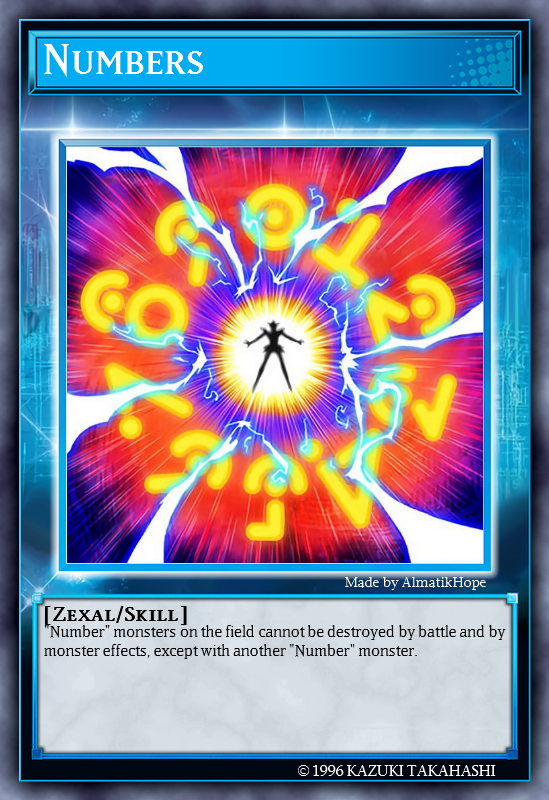 Numbers
Made by AlmatikHope
[Zexal/Skill]
"Number" monsters on the field cannot be destroyed by battle and by
monster effects, except with another "Number" monster.
© 1996 KAZUKI TAKAHASHI